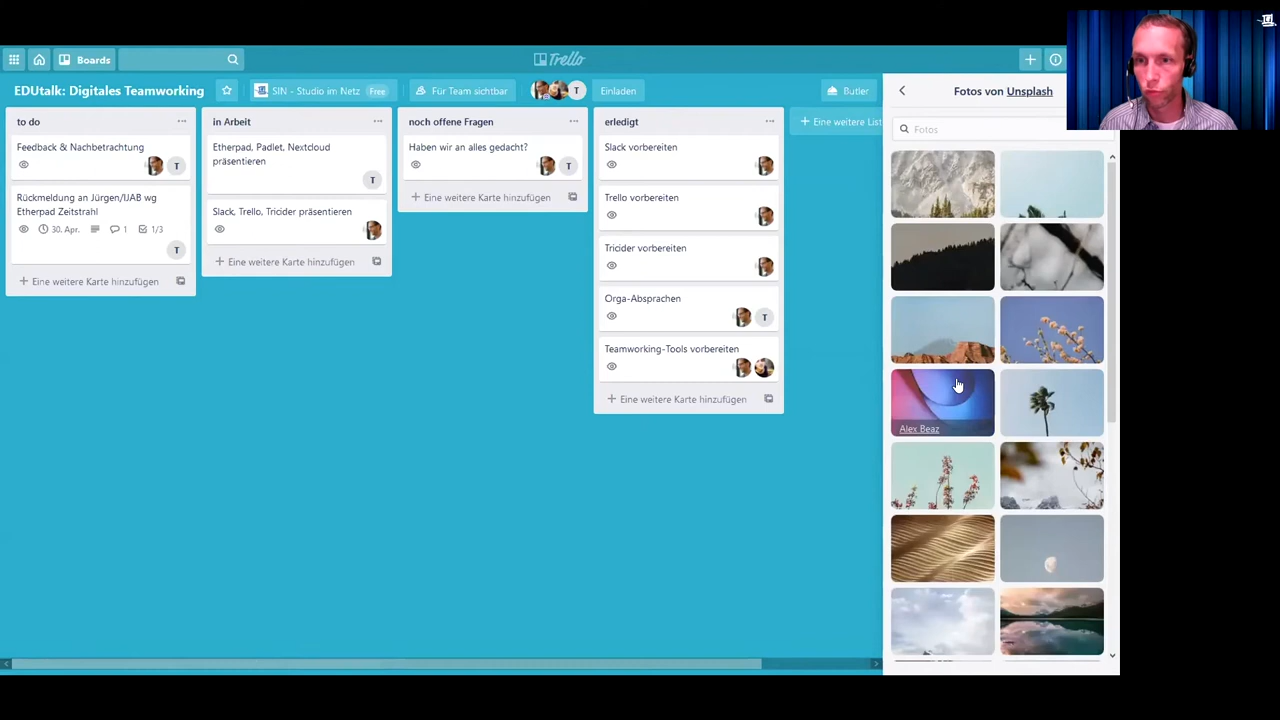 Boards
Trello
EDUtalk: Digitales Teamworking
SIN - Studio im Netz Free
Für Team sichtbar
T
Einladen
Butler
Fotos von Unsplash
Fotos
to do
Feedback & Nachbetrachtung
T
Rückmeldung an Jürgen/IJAB wg
Etherpad Zeitstrahl
30. Apr.
1
1/3
T
+ Eine weitere Karte hinzufügen
in Arbeit
Etherpad, Padlet, Nextcloud
präsentieren
T
Slack, Trello, Tricider präsentieren
+ Eine weitere Karte hinzufügen
noch offene Fragen
Haben wir an alles gedacht?
T
+ Eine weitere Karte hinzufügen
erledigt
Slack vorbereiten
Trello vorbereiten
Tricider vorbereiten
Orga-Absprachen
T
Teamworking-Tools vorbereiten
+ Eine weitere Karte hinzufügen
+ Eine weitere List
Alex Beaz